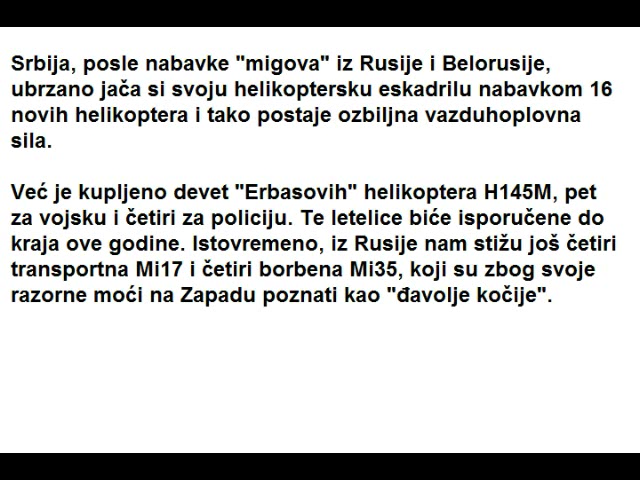 Srbija, posle nabavke "migova" iz Rusije i Belorusije,
ubrzano jača si svoju helikoptersku eskadrilu nabavkom 16
novih helikoptera i tako postaje ozbiljna vazduhoplovna
sila.
Već je kupljeno devet "Erbasovih" helikoptera H145M, pet
za vojsku i četiri za policiju. Te letelice biće isporučene do
kraja ove godine. Istovremeno, iz Rusije nam stižu još četiri
transportna Mi17 i četiri borbena Mi35, koji su zbog svoje
razorne moći na Zapadu poznati kao "đavolje kočije".